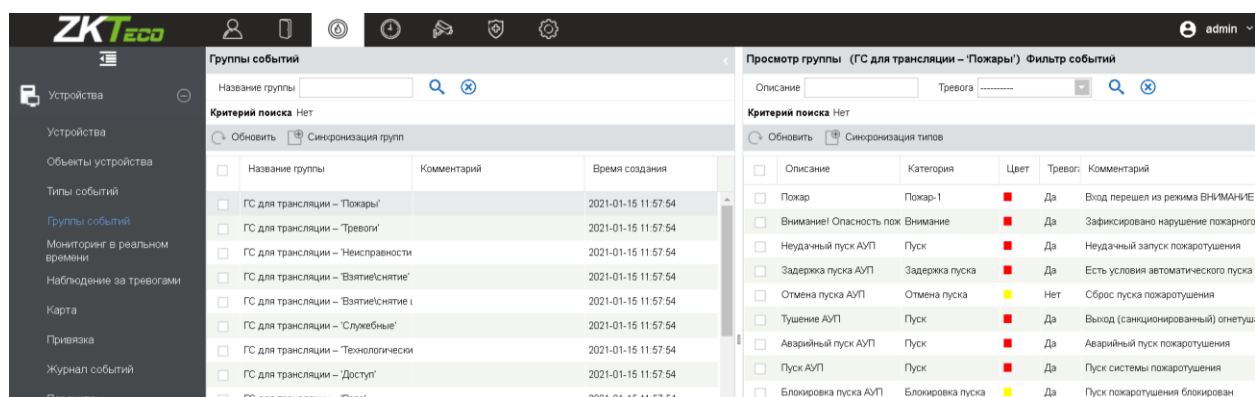 ZKTeco
admin
Устройства
Устройства
Объекты устройства
Типы событий
Группы событий
Мониторинг в реальном
времени
Наблюдение за тревогами
Карта
Привязка
Журнал событий
Группы событий
Название группы
Критерий поиска Нет
Обновить Синхронизация групп
Название группы Комментарий Время создания
ГС для трансляции – 'Пожары' 2021-01-15 11:57:54
ГС для трансляции – 'Тревоги' 2021-01-15 11:57:54
ГС для трансляции – 'Неисправности 2021-01-15 11:57:54
ГС для трансляции – 'Взятие\снятие' 2021-01-15 11:57:54
ГС для трансляции – 'Взятие\снятие 2021-01-15 11:57:54
ГС для трансляции – 'Служебные' 2021-01-15 11:57:54
ГС для трансляции – 'Технологически 2021-01-15 11:57:54
ГС для трансляции – 'Доступ' 2021-01-15 11:57:54
Просмотр группы (ГС для трансляции – 'Пожары') Фильтр событий
Описание Тревога ----------
Критерий поиска Нет
Обновить Синхронизация типов
Описание Категория Цвет Тревог Комментарий
Пожар Пожар-1 Да Вход перешел из режима ВНИМАНИЕ
Внимание! Опасность пож Внимание Да Зафиксировано нарушение пожарного
Неудачный пуск АУП Пуск Да Неудачный запуск пожаротушения
Задержка пуска АУП Задержка пуска Да Есть условия автоматического пуска
Отмена пуска АУП Отмена пуска Нет Сброс пуска пожаротушения
Тушение АУП Пуск Да Выход (санкционированный) огнетуш
Аварийный пуск АУП Пуск Да Аварийный пуск пожаротушения
Пуск АУП Пуск Да Пуск системы пожаротушения
Блокировка пуска АУП Блокировка пуска Да Пуск пожаротушения блокирован